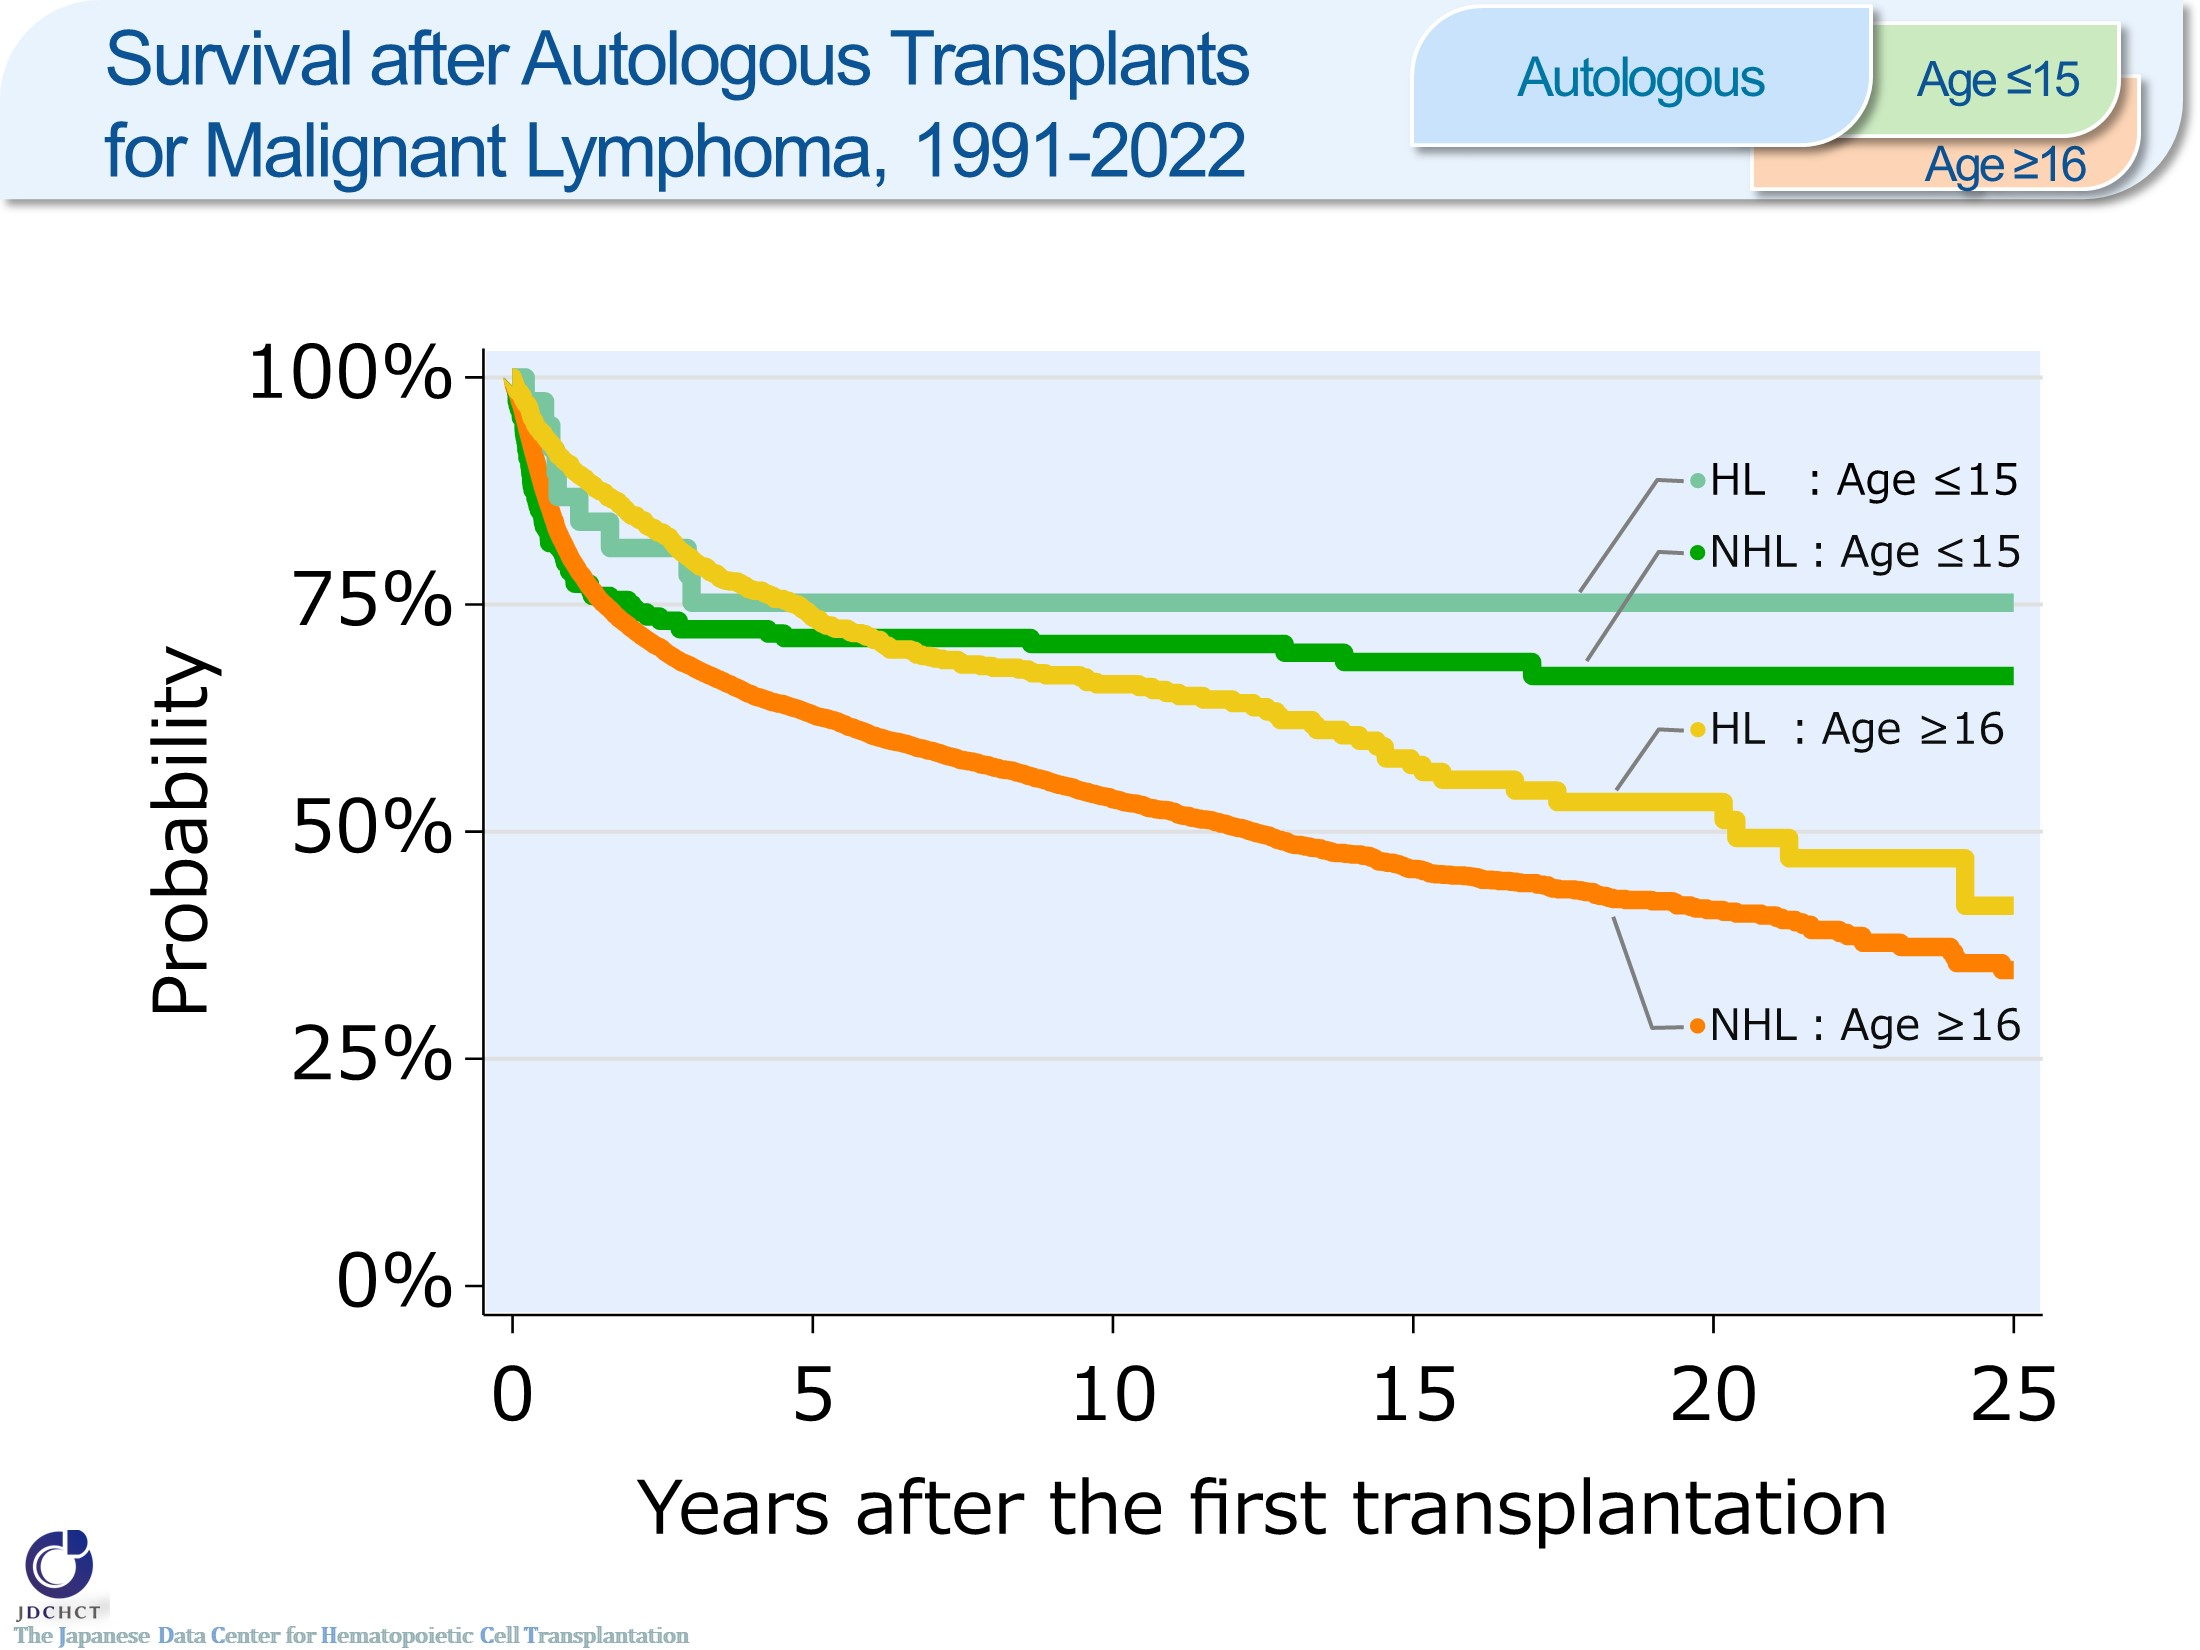 Survival after Autologous Transplants
for Malignant Lymphoma, 1991-2022
Autologous
Age ≤15
Age ≥16
100%
75%
50%
25%
0%
Probability
HL : Age ≤15
NHL : Age ≤15
HL : Age ≥16
NHL : Age ≥16
0 5 10 15 20 25
Years after the first transplantation
JDCHCT
The Japanese Data Center for Hematopoietic Cell Transplantation